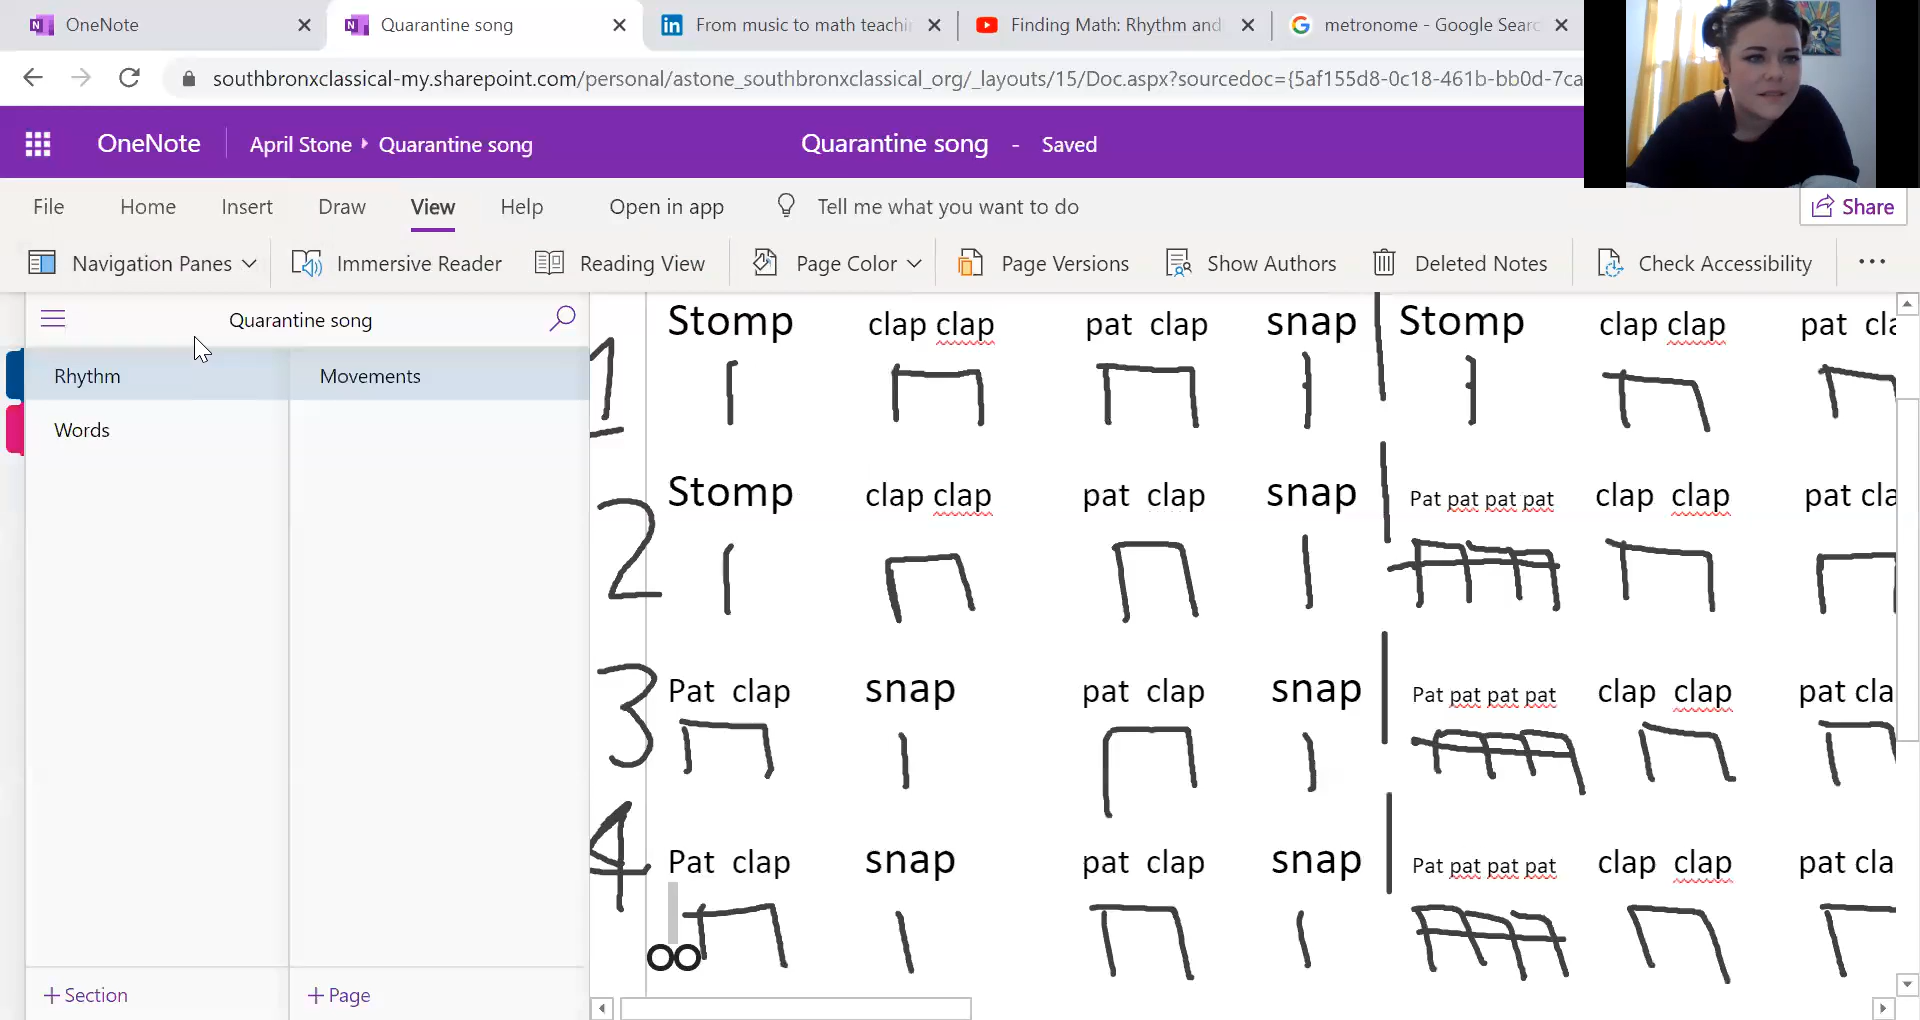 OneNote
Quarantine song
From music to math teachi
Finding Math: Rhythm and
metronome - Google Searc
southbronxclassical-my.sharepoint.com/personal/astone_southbronxclassical_org/_layouts/15/Doc.aspx?sourcedoc={5af155d8-0c18-461b-bb0d-7ca
OneNote April Stone Quarantine song Quarantine song - Saved
File Home Insert Draw View Help Open in app Tell me what you want to do Share
Navigation Panes Immersive Reader Reading View Page Color Page Versions Show Authors Deleted Notes Check Accessibility ...
Quarantine song
Rhythm Movements
Words
+ Section + Page
1 Stomp clap clap pat clap snap Stomp clap clap pat cla
2 Stomp clap clap pat clap snap Pat pat pat pat clap clap pat cla
3 Pat clap snap pat clap snap Pat pat pat pat clap clap pat cla
4 Pat clap snap pat clap snap Pat pat pat pat clap clap pat cla